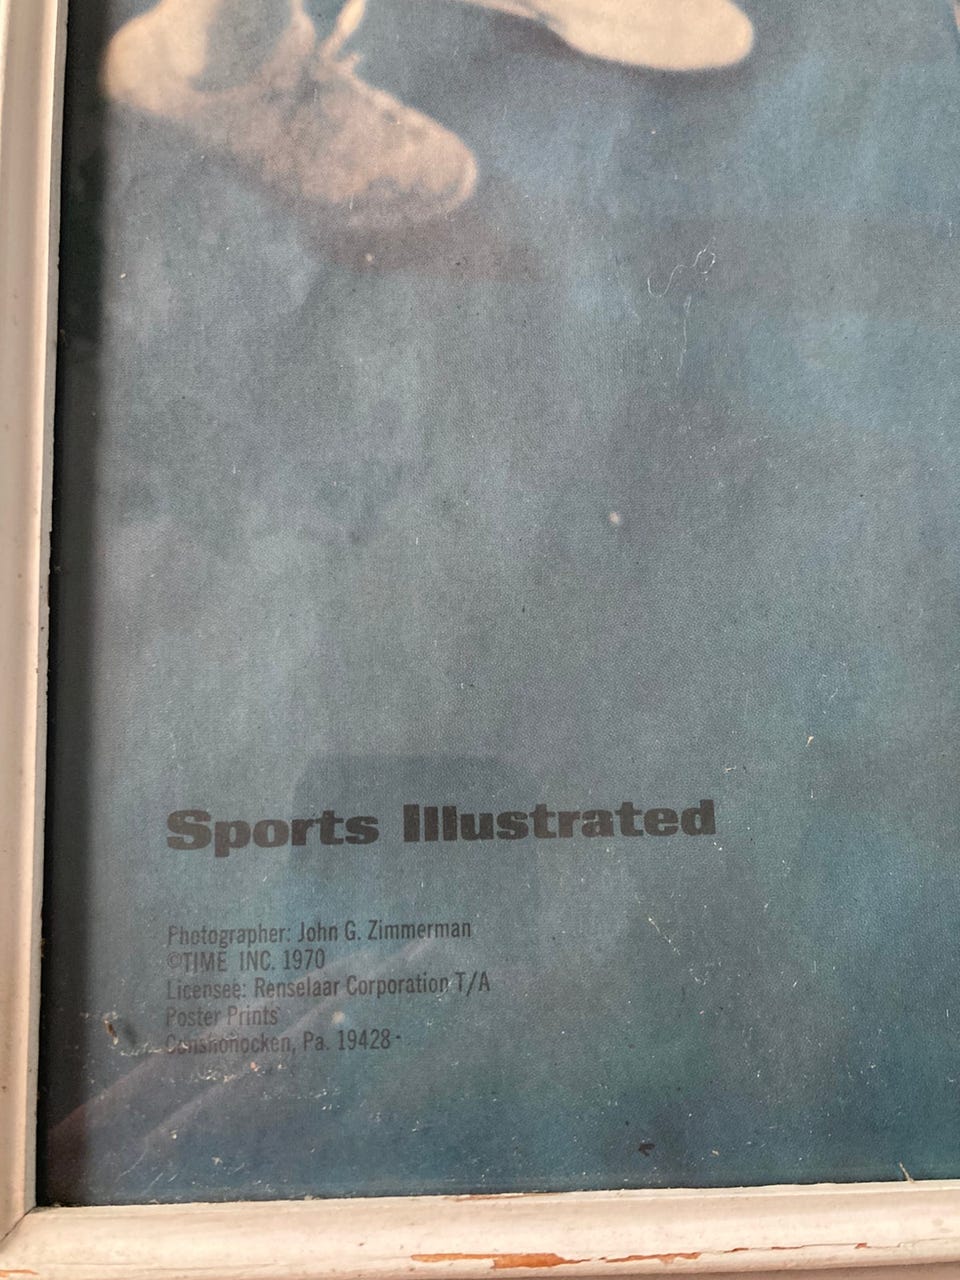 Sports Illustrated
Photographer: John G. Zimmerman
©TIME INC. 1970
Licensee: Renselaar Corporation T/A
Poster Prints
Conshohocken, Pa. 19428